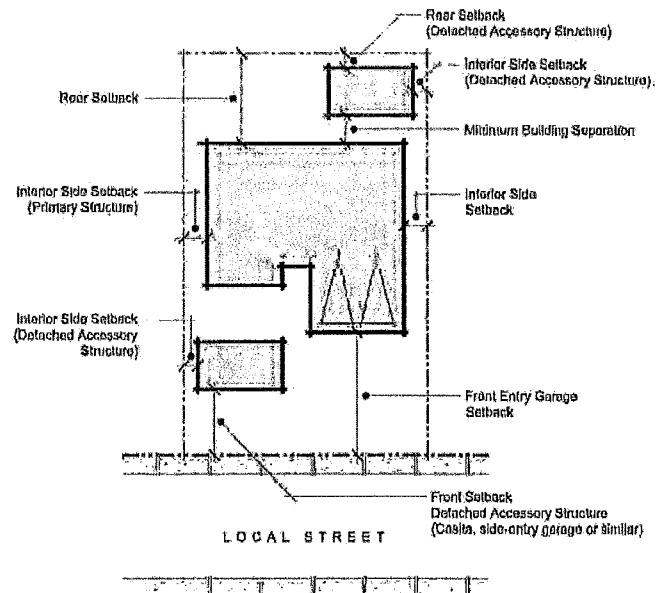 Rear Setback
(Detached Accessory Structure)
Interior Side Setback
(Detached Accessory Structure)
Rear Setback
Minimum Building Separation
Interior Side Setback
(Primary Structure)
Interior Side
Setback
Interior Side Setback
(Detached Accessory
Structure)
Front Entry Garage
Setback
Front Setback
Detached Accessory Structure
(Casita, side-entry garage or similar)
LOCAL STREET